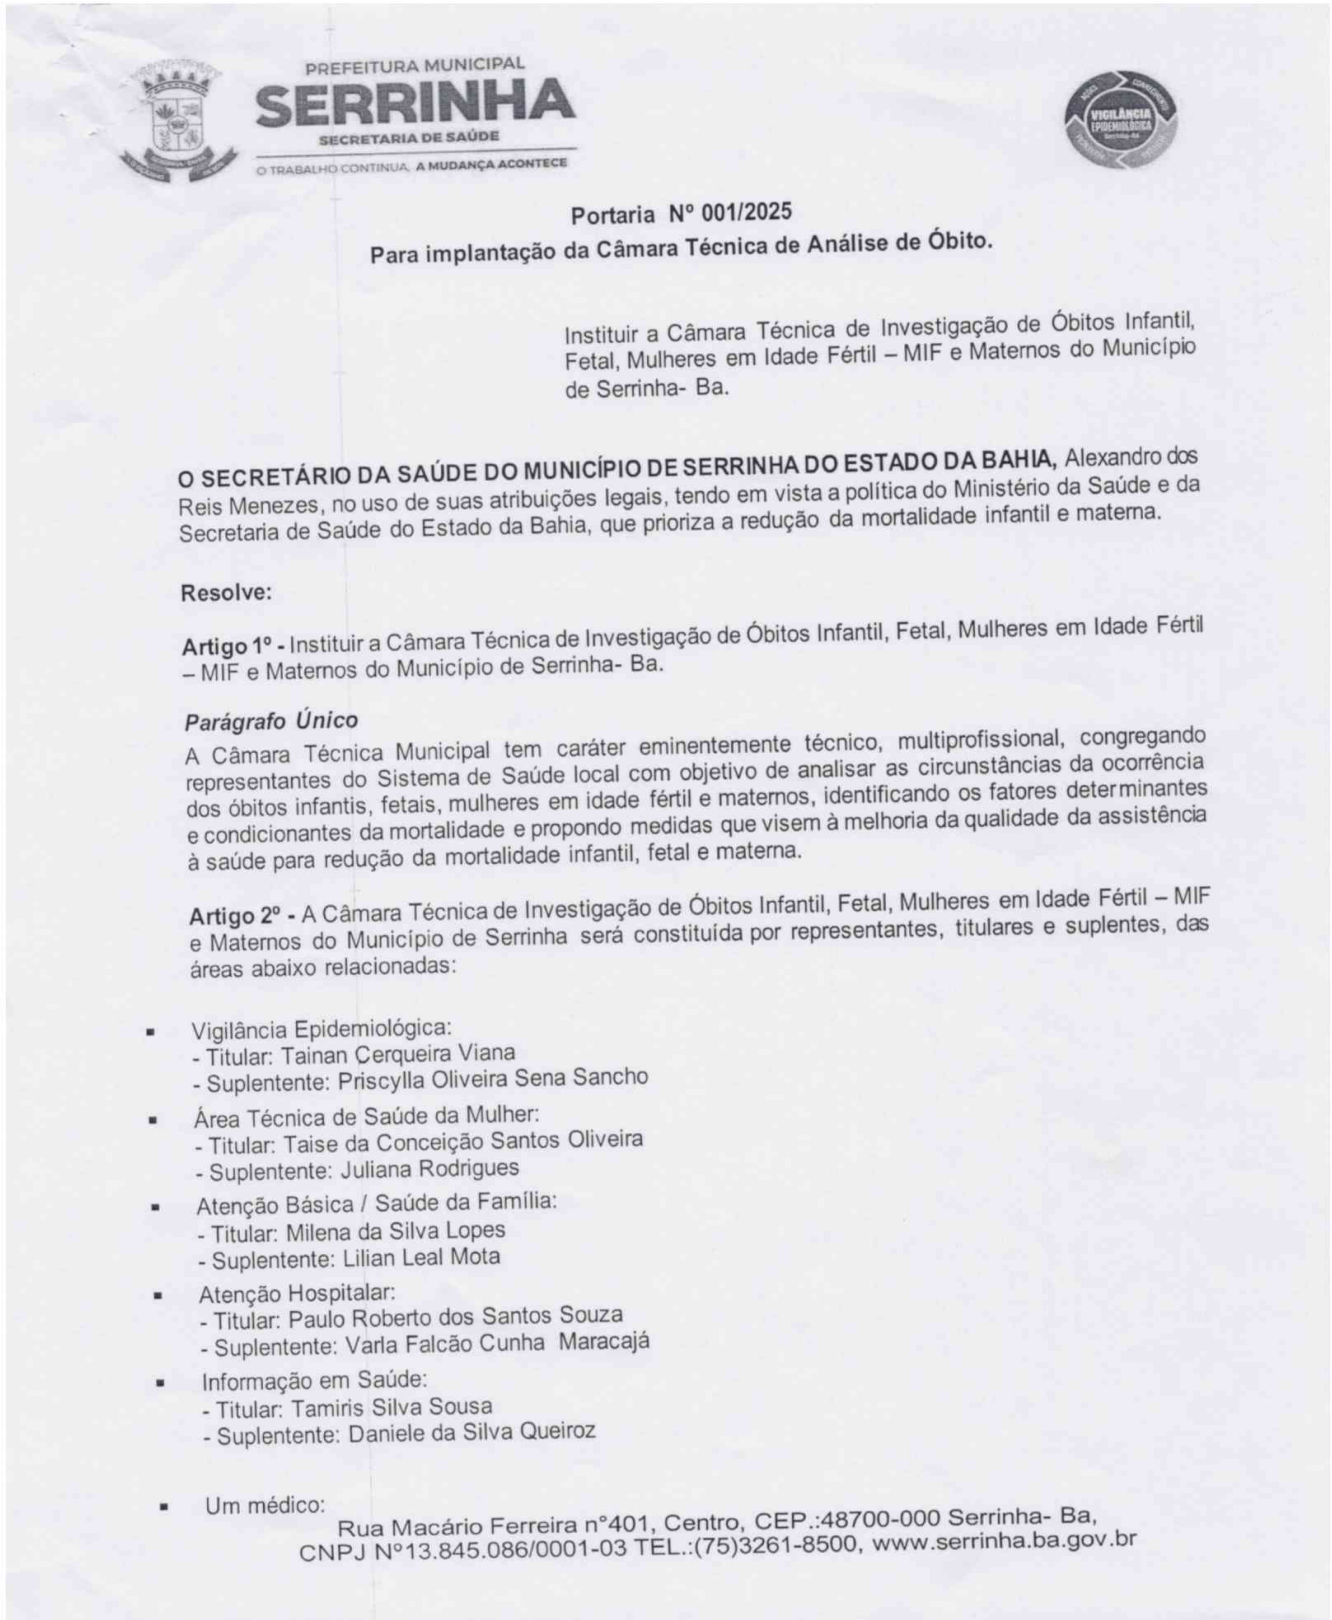 PREFEITURA MUNICIPAL
SERRINHA
SECRETARIA DE SAÚDE
O TRABALHO CONTINUA, A MUDANÇA ACONTECE
AÇÕES CONHECIMENTO
VIGILÂNCIA
EPIDEMIOLÓGICA
Serrinha-BA
Portaria Nº 001/2025
Para implantação da Câmara Técnica de Análise de Óbito.
Instituir a Câmara Técnica de Investigação de Óbitos Infantil,
Fetal, Mulheres em Idade Fértil – MIF e Maternos do Município
de Serrinha- Ba.
O SECRETÁRIO DA SAÚDE DO MUNICÍPIO DE SERRINHA DO ESTADO DA BAHIA, Alexandro dos
Reis Menezes, no uso de suas atribuições legais, tendo em vista a política do Ministério da Saúde e da
Secretaria de Saúde do Estado da Bahia, que prioriza a redução da mortalidade infantil e materna.
Resolve:
Artigo 1º - Instituir a Câmara Técnica de Investigação de Óbitos Infantil, Fetal, Mulheres em Idade Fértil
– MIF e Maternos do Município de Serrinha- Ba.
Parágrafo Único
A Câmara Técnica Municipal tem caráter eminentemente técnico, multiprofissional, congregando
representantes do Sistema de Saúde local com objetivo de analisar as circunstâncias da ocorrência
dos óbitos infantis, fetais, mulheres em idade fértil e maternos, identificando os fatores determinantes
e condicionantes da mortalidade e propondo medidas que visem à melhoria da qualidade da assistência
à saúde para redução da mortalidade infantil, fetal e materna.
Artigo 2º - A Câmara Técnica de Investigação de Óbitos Infantil, Fetal, Mulheres em Idade Fértil – MIF
e Maternos do Município de Serrinha será constituída por representantes, titulares e suplentes, das
áreas abaixo relacionadas:
▪ Vigilância Epidemiológica:
- Titular: Tainan Cerqueira Viana
- Suplentente: Priscylla Oliveira Sena Sancho
▪ Área Técnica de Saúde da Mulher:
- Titular: Taise da Conceição Santos Oliveira
- Suplentente: Juliana Rodrigues
▪ Atenção Básica / Saúde da Família:
- Titular: Milena da Silva Lopes
- Suplentente: Lilian Leal Mota
▪ Atenção Hospitalar:
- Titular: Paulo Roberto dos Santos Souza
- Suplentente: Varla Falcão Cunha Maracajá
▪ Informação em Saúde:
- Titular: Tamiris Silva Sousa
- Suplentente: Daniele da Silva Queiroz
▪ Um médico:
Rua Macário Ferreira n°401, Centro, CEP.:48700-000 Serrinha- Ba,
CNPJ Nº13.845.086/0001-03 TEL.:(75)3261-8500, www.serrinha.ba.gov.br